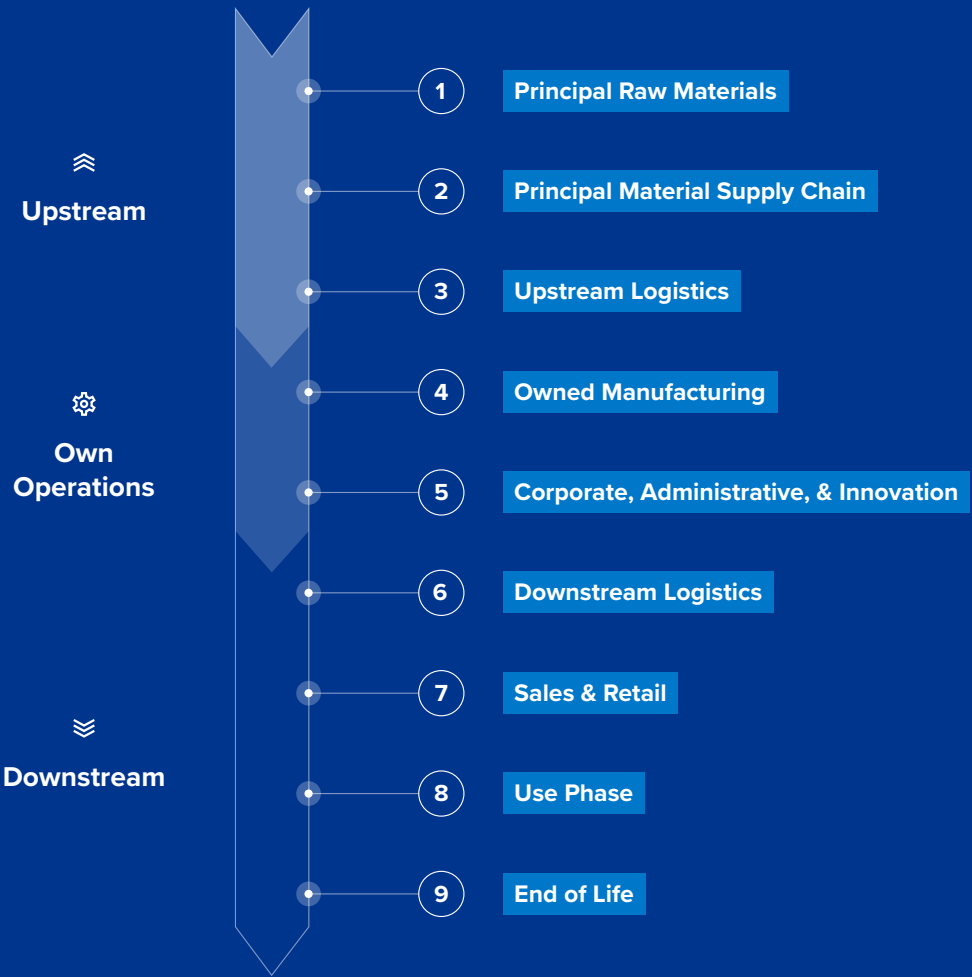 1
Principal Raw Materials
2
Principal Material Supply Chain
Upstream
3
Upstream Logistics
4
Owned Manufacturing
Own
Operations
5
Corporate, Administrative, & Innovation
6
Downstream Logistics
7
Sales & Retail
Downstream
8
Use Phase
9
End of Life